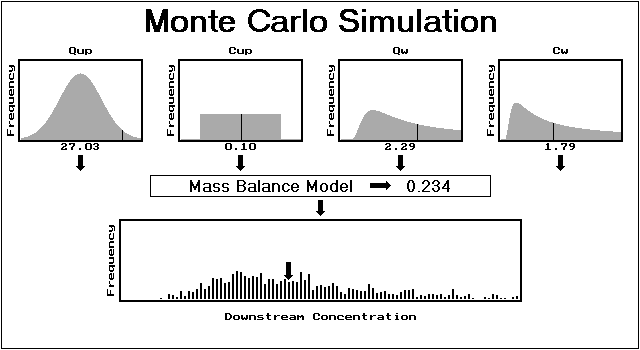 Monte Carlo Simulation
Qup
Cup
Qw
Cw
Frequency
Frequency
Frequency
Frequency
27.03
0.10
2.29
1.79
Mass Balance Model 0.234
Frequency
Downstream Concentration